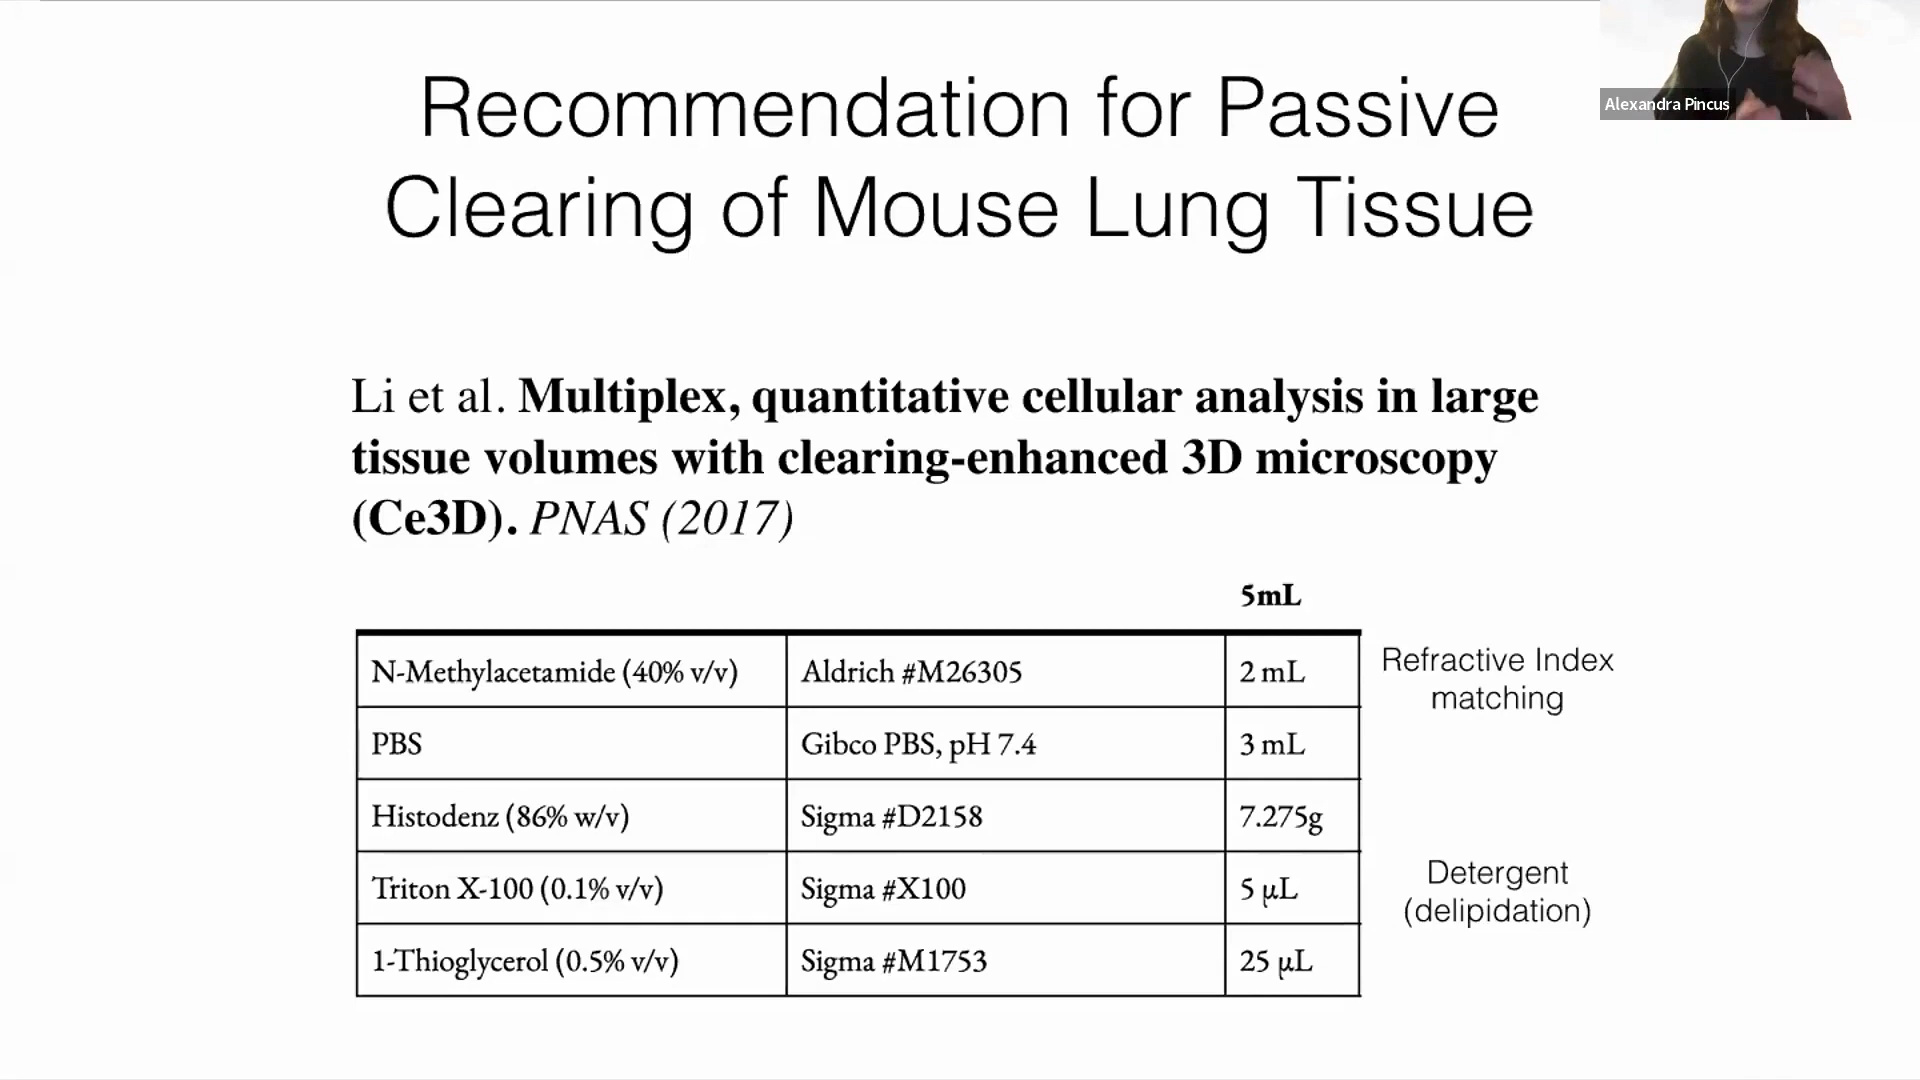 Alexandra Pincus
Recommendation for Passive
Clearing of Mouse Lung Tissue
Li et al. Multiplex, quantitative cellular analysis in large
tissue volumes with clearing-enhanced 3D microscopy
(Ce3D). PNAS (2017)
5mL
N-Methylacetamide (40% v/v) Aldrich #M26305 2 mL
Refractive Index
matching
PBS Gibco PBS, pH 7.4 3 mL
Histodenz (86% w/v) Sigma #D2158 7.275g
Triton X-100 (0.1% v/v) Sigma #X100 5 µL
Detergent
(delipidation)
1-Thioglycerol (0.5% v/v) Sigma #M1753 25 µL